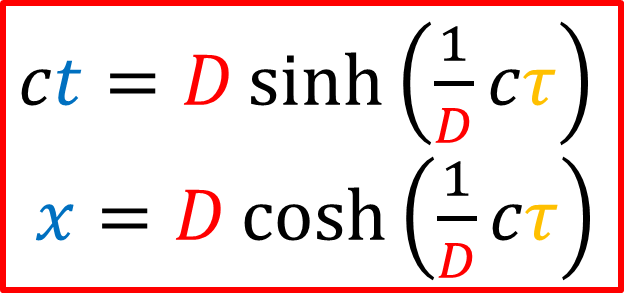 ct = D sinh (1/D cτ)
x = D cosh (1/D cτ)